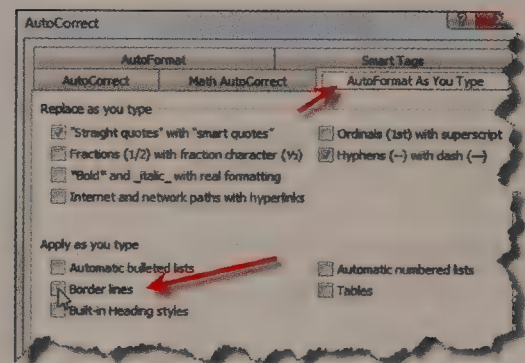 AutoCorrect
AutoFormat
Smart Tags
AutoCorrect
Math AutoCorrect
AutoFormat As You Type
Replace as you type
"Straight quotes" with “smart quotes”
Ordinals (1st) with superscript
Fractions (1/2) with fraction character (½)
Hyphens (--) with dash (—)
*Bold* and _italic_ with real formatting
Internet and network paths with hyperlinks
Apply as you type
Automatic bulleted lists
Automatic numbered lists
Border lines
Tables
Built-in Heading styles